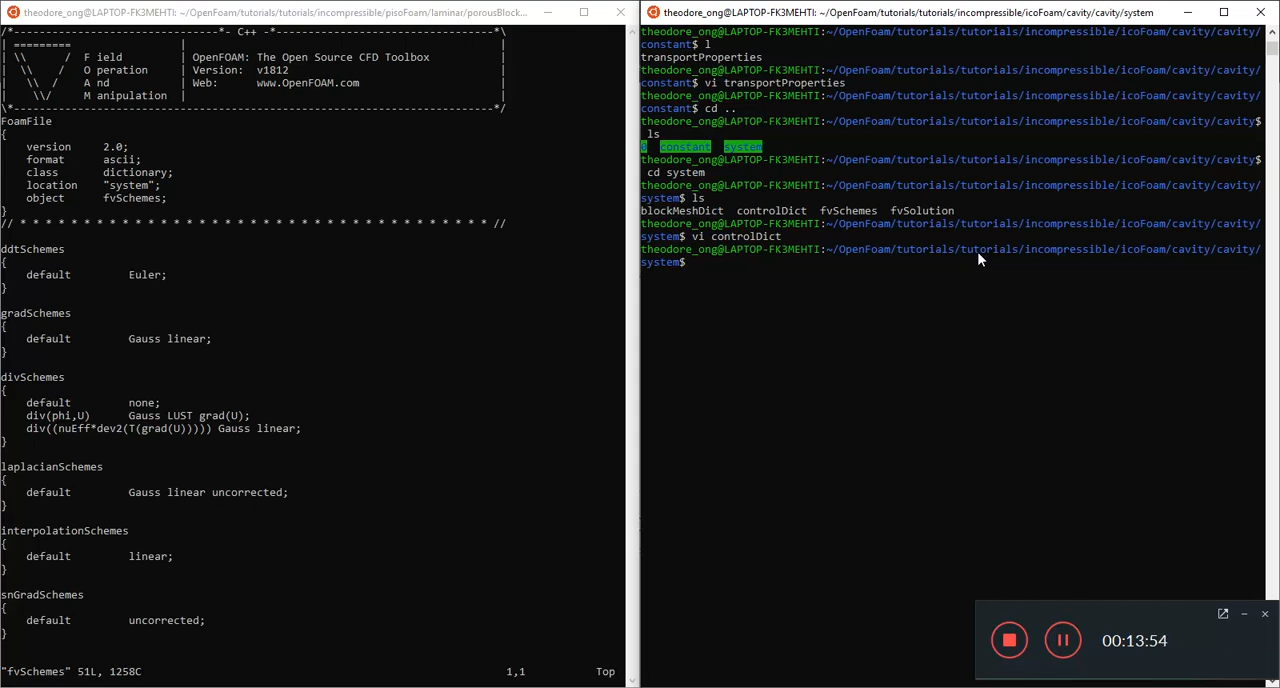 theodore_ong@LAPTOP-FK3MEHTI: ~/OpenFoam/tutorials/tutorials/incompressible/pisoFoam/laminar/porousBlock...
/*--------------------------------*- C++ -*----------------------------------*\
| =========                 |                                                 |
| \\      /  F ield         | OpenFOAM: The Open Source CFD Toolbox           |
|  \\    /   O peration     | Version:  v1812                                 |
|   \\  /    A nd           | Web:      www.OpenFOAM.com                      |
|    \\/     M anipulation  |                                                 |
\*---------------------------------------------------------------------------*/
FoamFile
{
    version     2.0;
    format      ascii;
    class       dictionary;
    location    "system";
    object      fvSchemes;
}
// * * * * * * * * * * * * * * * * * * * * * * * * * * * * * * * * * * * * * //
ddtSchemes
{
    default         Euler;
}
gradSchemes
{
    default         Gauss linear;
}
divSchemes
{
    default         none;
    div(phi,U)      Gauss LUST grad(U);
    div((nuEff*dev2(T(grad(U))))) Gauss linear;
}
laplacianSchemes
{
    default         Gauss linear uncorrected;
}
interpolationSchemes
{
    default         linear;
}
snGradSchemes
{
    default         uncorrected;
}
"fvSchemes" 51L, 1258C 1,1 Top
theodore_ong@LAPTOP-FK3MEHTI: ~/OpenFoam/tutorials/tutorials/incompressible/icoFoam/cavity/cavity/system
theodore_ong@LAPTOP-FK3MEHTI:~/OpenFoam/tutorials/tutorials/incompressible/icoFoam/cavity/cavity/
constant$ l
transportProperties
theodore_ong@LAPTOP-FK3MEHTI:~/OpenFoam/tutorials/tutorials/incompressible/icoFoam/cavity/cavity/
constant$ vi transportProperties
theodore_ong@LAPTOP-FK3MEHTI:~/OpenFoam/tutorials/tutorials/incompressible/icoFoam/cavity/cavity/
constant$ cd ..
theodore_ong@LAPTOP-FK3MEHTI:~/OpenFoam/tutorials/tutorials/incompressible/icoFoam/cavity/cavity$
 ls
0  constant  system
theodore_ong@LAPTOP-FK3MEHTI:~/OpenFoam/tutorials/tutorials/incompressible/icoFoam/cavity/cavity$
 cd system
theodore_ong@LAPTOP-FK3MEHTI:~/OpenFoam/tutorials/tutorials/incompressible/icoFoam/cavity/cavity/
system$ ls
blockMeshDict  controlDict  fvSchemes  fvSolution
theodore_ong@LAPTOP-FK3MEHTI:~/OpenFoam/tutorials/tutorials/incompressible/icoFoam/cavity/cavity/
system$ vi controlDict
theodore_ong@LAPTOP-FK3MEHTI:~/OpenFoam/tutorials/tutorials/incompressible/icoFoam/cavity/cavity/
system$
00:13:54